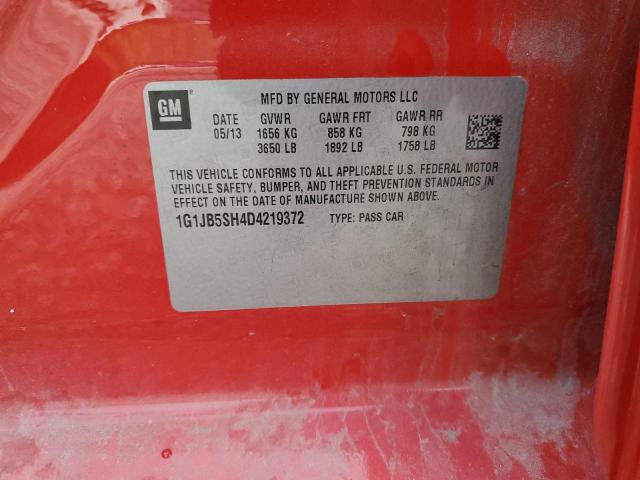 GM
MFD BY GENERAL MOTORS LLC
DATE GVWR GAWR FRT GAWR RR
05/13 1656 KG 858 KG 798 KG
3650 LB 1892 LB 1758 LB
THIS VEHICLE CONFORMS TO ALL APPLICABLE U.S. FEDERAL MOTOR
VEHICLE SAFETY, BUMPER, AND THEFT PREVENTION STANDARDS IN
EFFECT ON THE DATE OF MANUFACTURE SHOWN ABOVE.
1G1JB5SH4D4219372 TYPE: PASS CAR